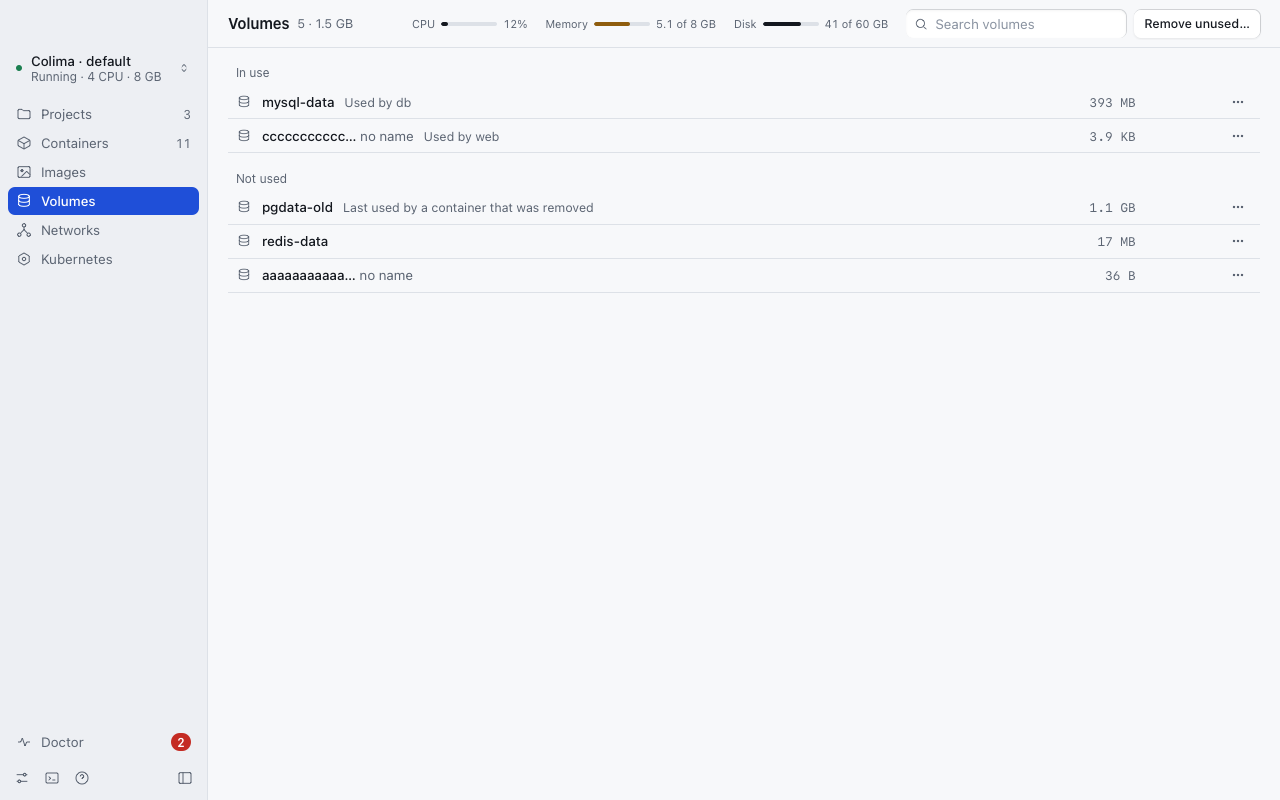 Colima · default
Running · 4 CPU · 8 GB
Projects 3
Containers 11
Images
Volumes
Networks
Kubernetes
Doctor 2
Volumes 5 · 1.5 GB CPU 12% Memory 5.1 of 8 GB Disk 41 of 60 GB Search volumes Remove unused...
In use
mysql-data Used by db 393 MB
ccccccccccc... no name Used by web 3.9 KB
Not used
pgdata-old Last used by a container that was removed 1.1 GB
redis-data 17 MB
aaaaaaaaaaa... no name 36 B